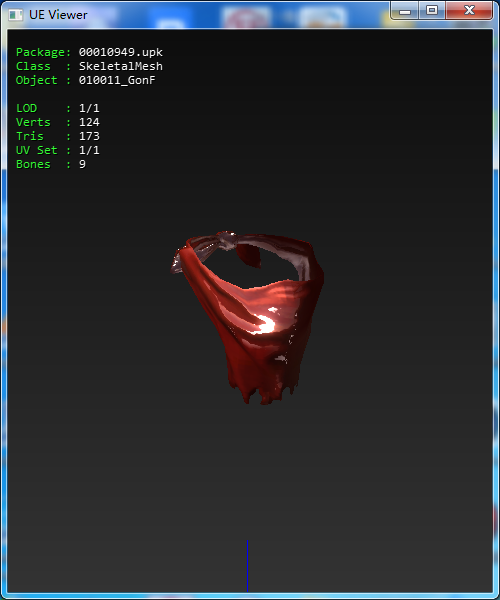 UE Viewer
Package: 00010949.upk
Class : SkeletalMesh
Object : 010011_GonF
LOD : 1/1
Verts : 124
Tris : 173
UV Set : 1/1
Bones : 9